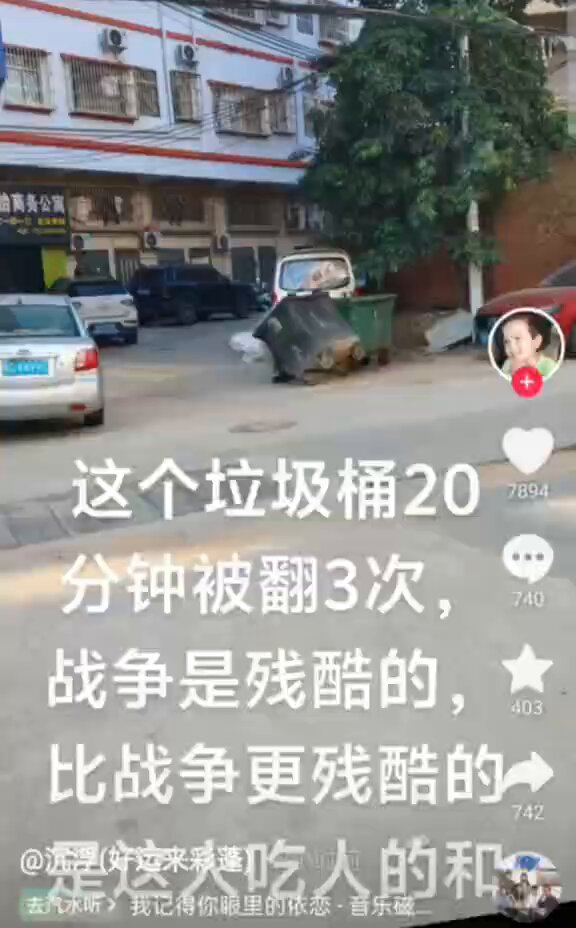 商务公寓
这个垃圾桶20
分钟被翻3次，
战争是残酷的，
比战争更残酷的
是这人吃人的和
7894
740
403
742
@沉浮(好运来彩蓬)
去汽水听 > 我记得你眼里的依恋 - 音乐磁...